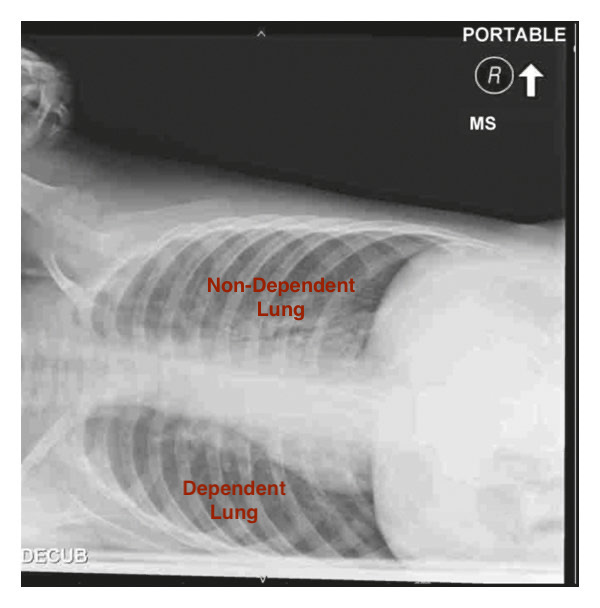 PORTABLE
R
MS
Non-Dependent
Lung
Dependent
Lung
DECUB